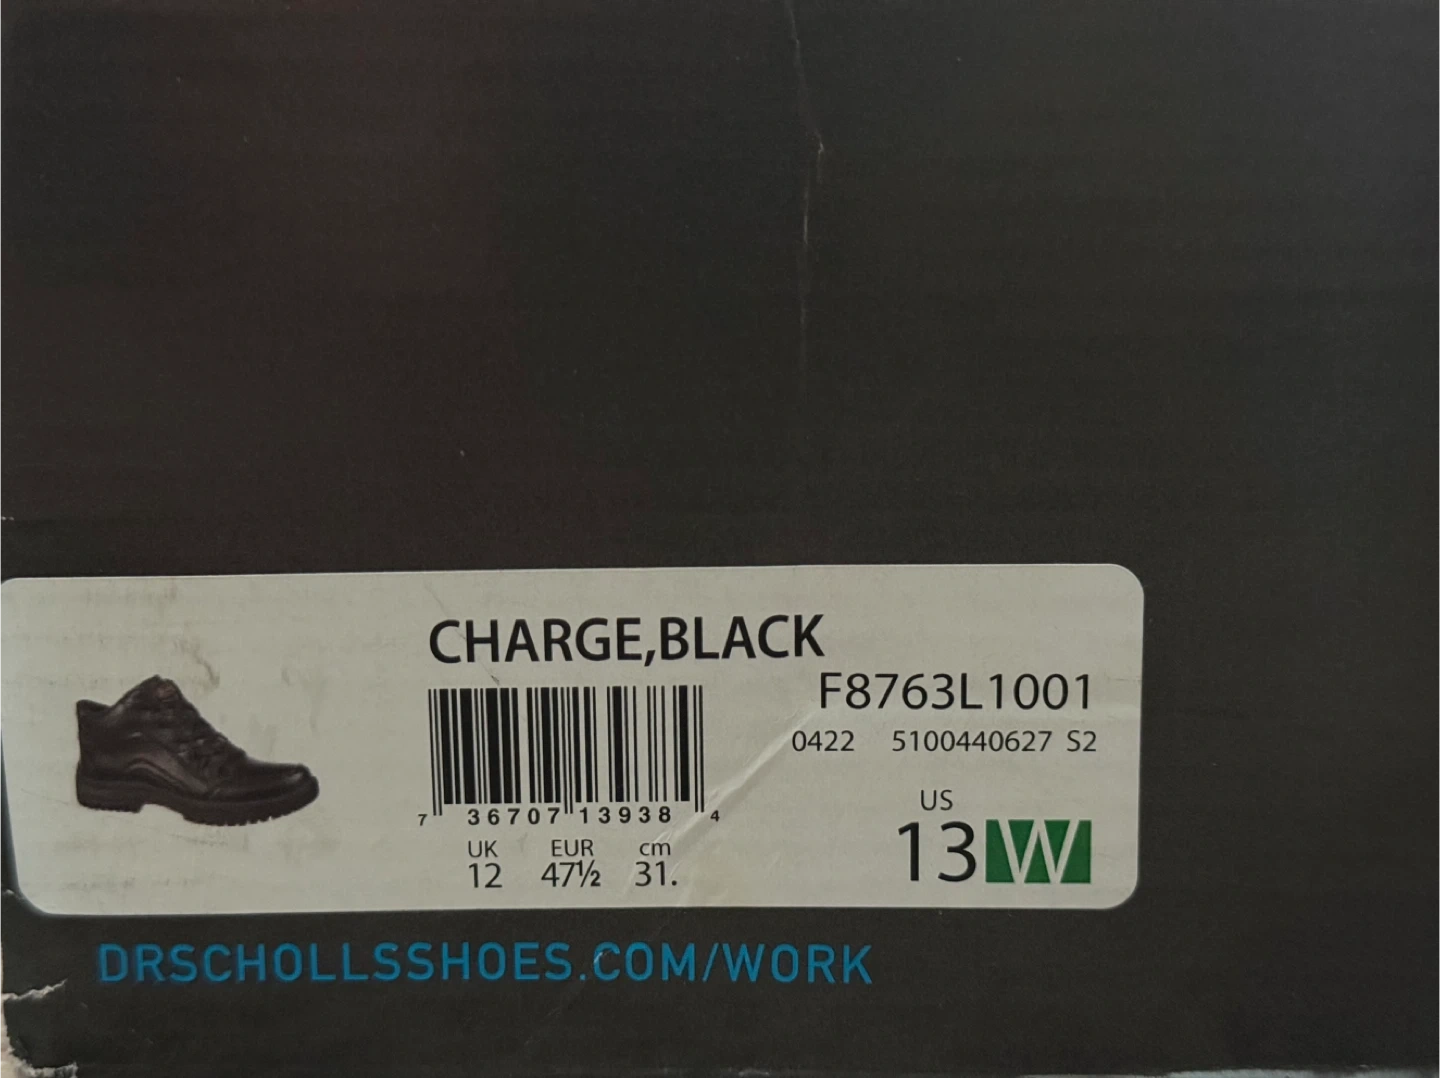 CHARGE,BLACK
F8763L1001
0422 5100440627 S2
7 36707 13938 4
US
13 W
UK EUR cm
12 47½ 31.
DRSCHOLLSSHOES.COM/WORK